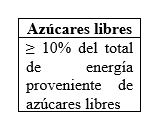 Azúcares libres
≥ 10% del total
de energía
proveniente de
azúcares libres